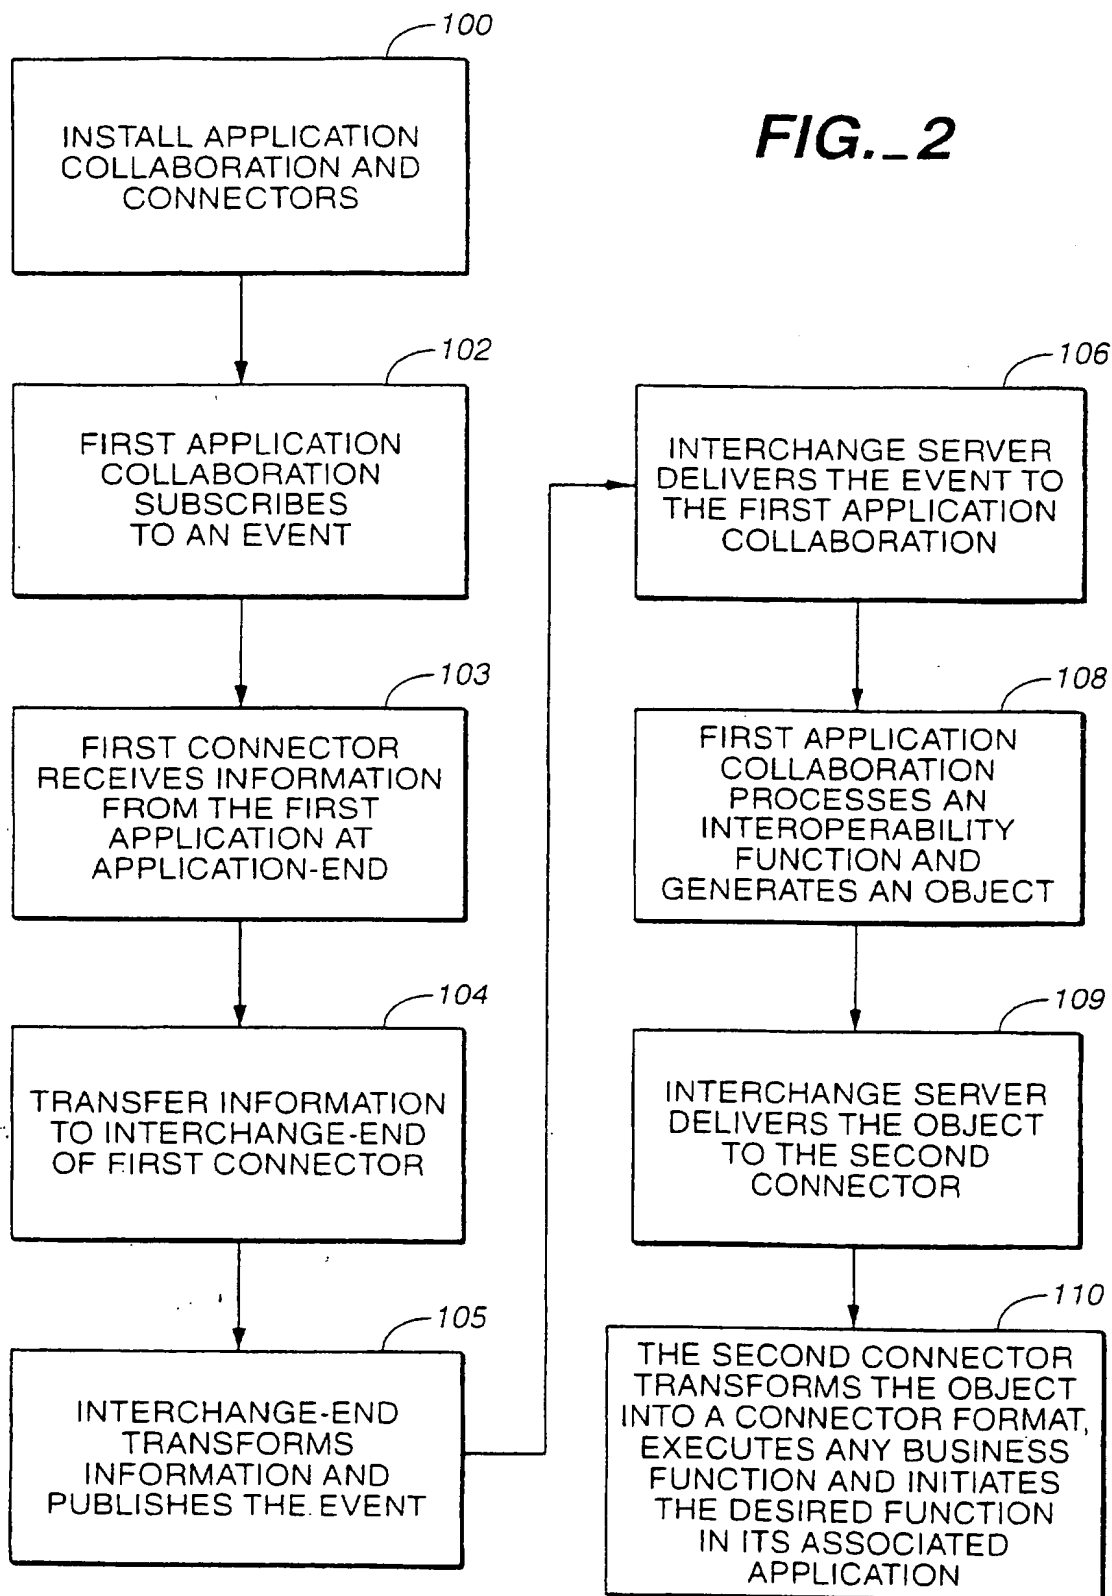 100
INSTALL APPLICATION
COLLABORATION AND
CONNECTORS
FIG._2
102
FIRST APPLICATION
COLLABORATION
SUBSCRIBES
TO AN EVENT
103
FIRST CONNECTOR
RECEIVES INFORMATION
FROM THE FIRST
APPLICATION AT
APPLICATION-END
104
TRANSFER INFORMATION
TO INTERCHANGE-END
OF FIRST CONNECTOR
105
INTERCHANGE-END
TRANSFORMS
INFORMATION AND
PUBLISHES THE EVENT
106
INTERCHANGE SERVER
DELIVERS THE EVENT TO
THE FIRST APPLICATION
COLLABORATION
108
FIRST APPLICATION
COLLABORATION
PROCESSES AN
INTEROPERABILITY
FUNCTION AND
GENERATES AN OBJECT
109
INTERCHANGE SERVER
DELIVERS THE OBJECT
TO THE SECOND
CONNECTOR
110
THE SECOND CONNECTOR
TRANSFORMS THE OBJECT
INTO A CONNECTOR FORMAT,
EXECUTES ANY BUSINESS
FUNCTION AND INITIATES
THE DESIRED FUNCTION
IN ITS ASSOCIATED
APPLICATION